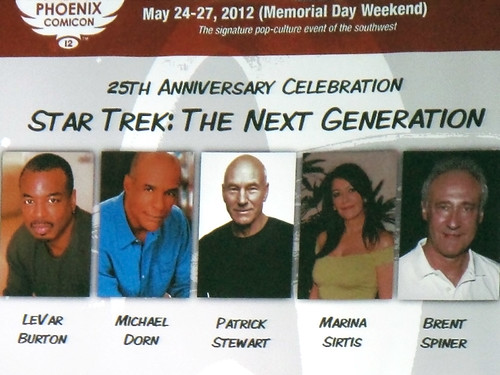 PHOENIX
COMICON
12
TM
May 24-27, 2012 (Memorial Day Weekend)
The signature pop-culture event of the southwest
25TH ANNIVERSARY CELEBRATION
STAR TREK: THE NEXT GENERATION
LEVAR BURTON
MICHAEL DORN
PATRICK STEWART
MARINA SIRTIS
BRENT SPINER